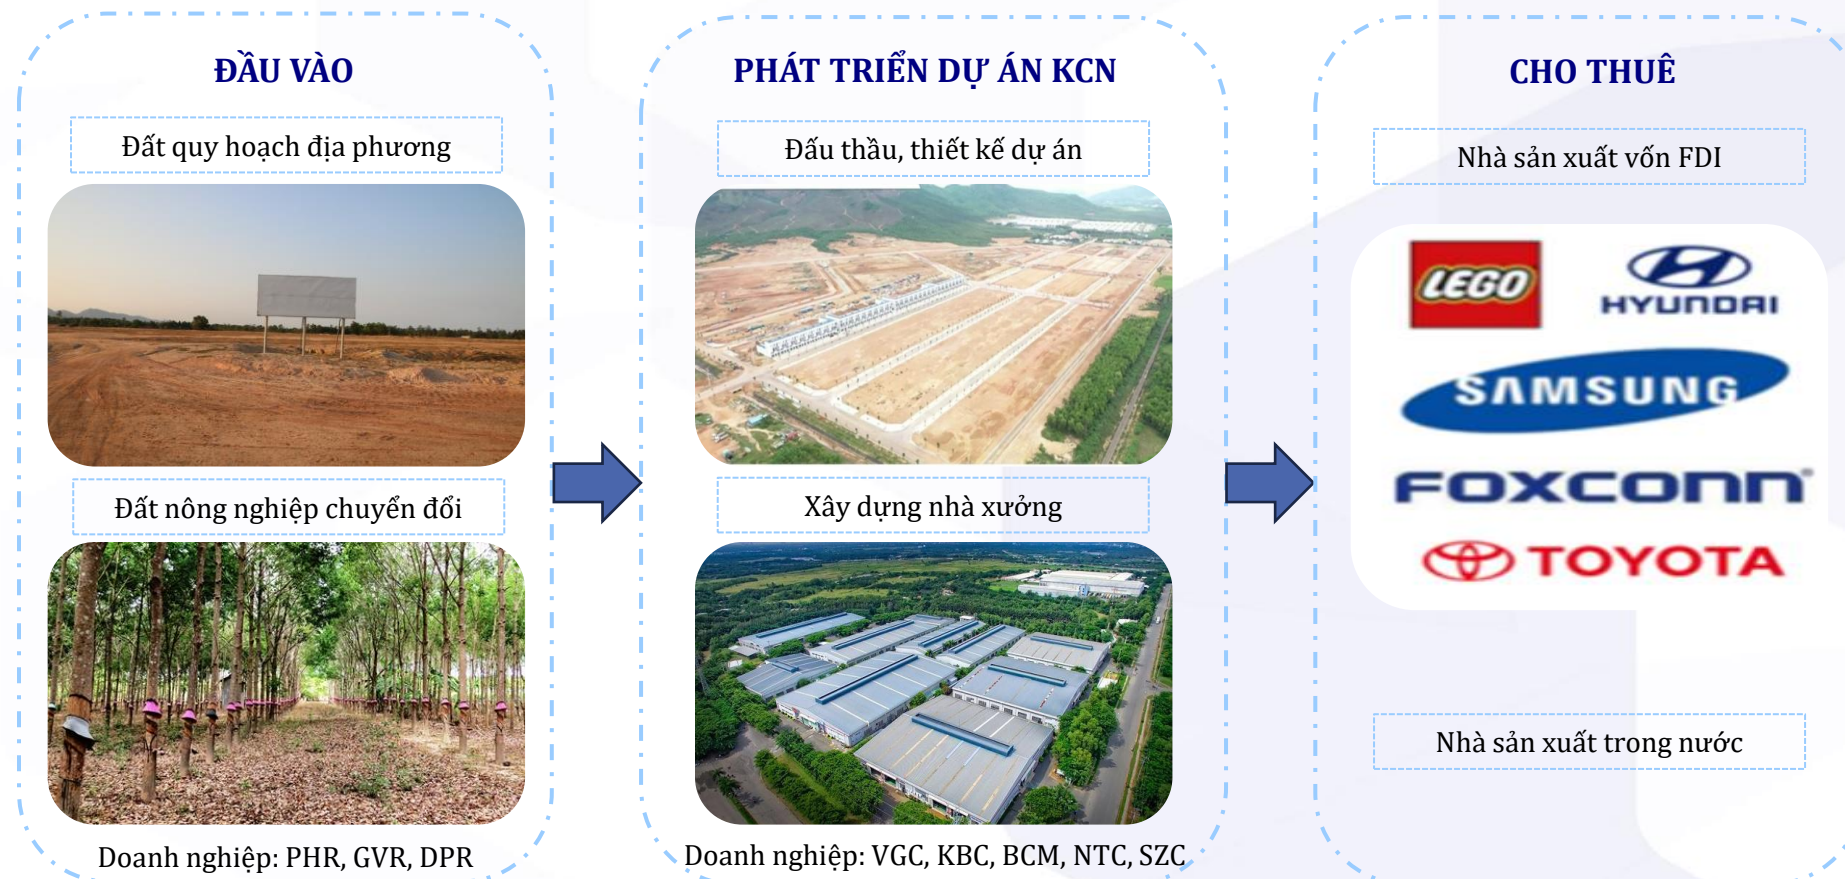 ĐẦU VÀO
Đất quy hoạch địa phương
Đất nông nghiệp chuyển đổi
Doanh nghiệp: PHR, GVR, DPR
PHÁT TRIỂN DỰ ÁN KCN
Đấu thầu, thiết kế dự án
Xây dựng nhà xưởng
Doanh nghiệp: VGC, KBC, BCM, NTC, SZC
CHO THUÊ
Nhà sản xuất vốn FDI
LEGO
HYUNDAI
SAMSUNG
FOXCONN®
TOYOTA
Nhà sản xuất trong nước